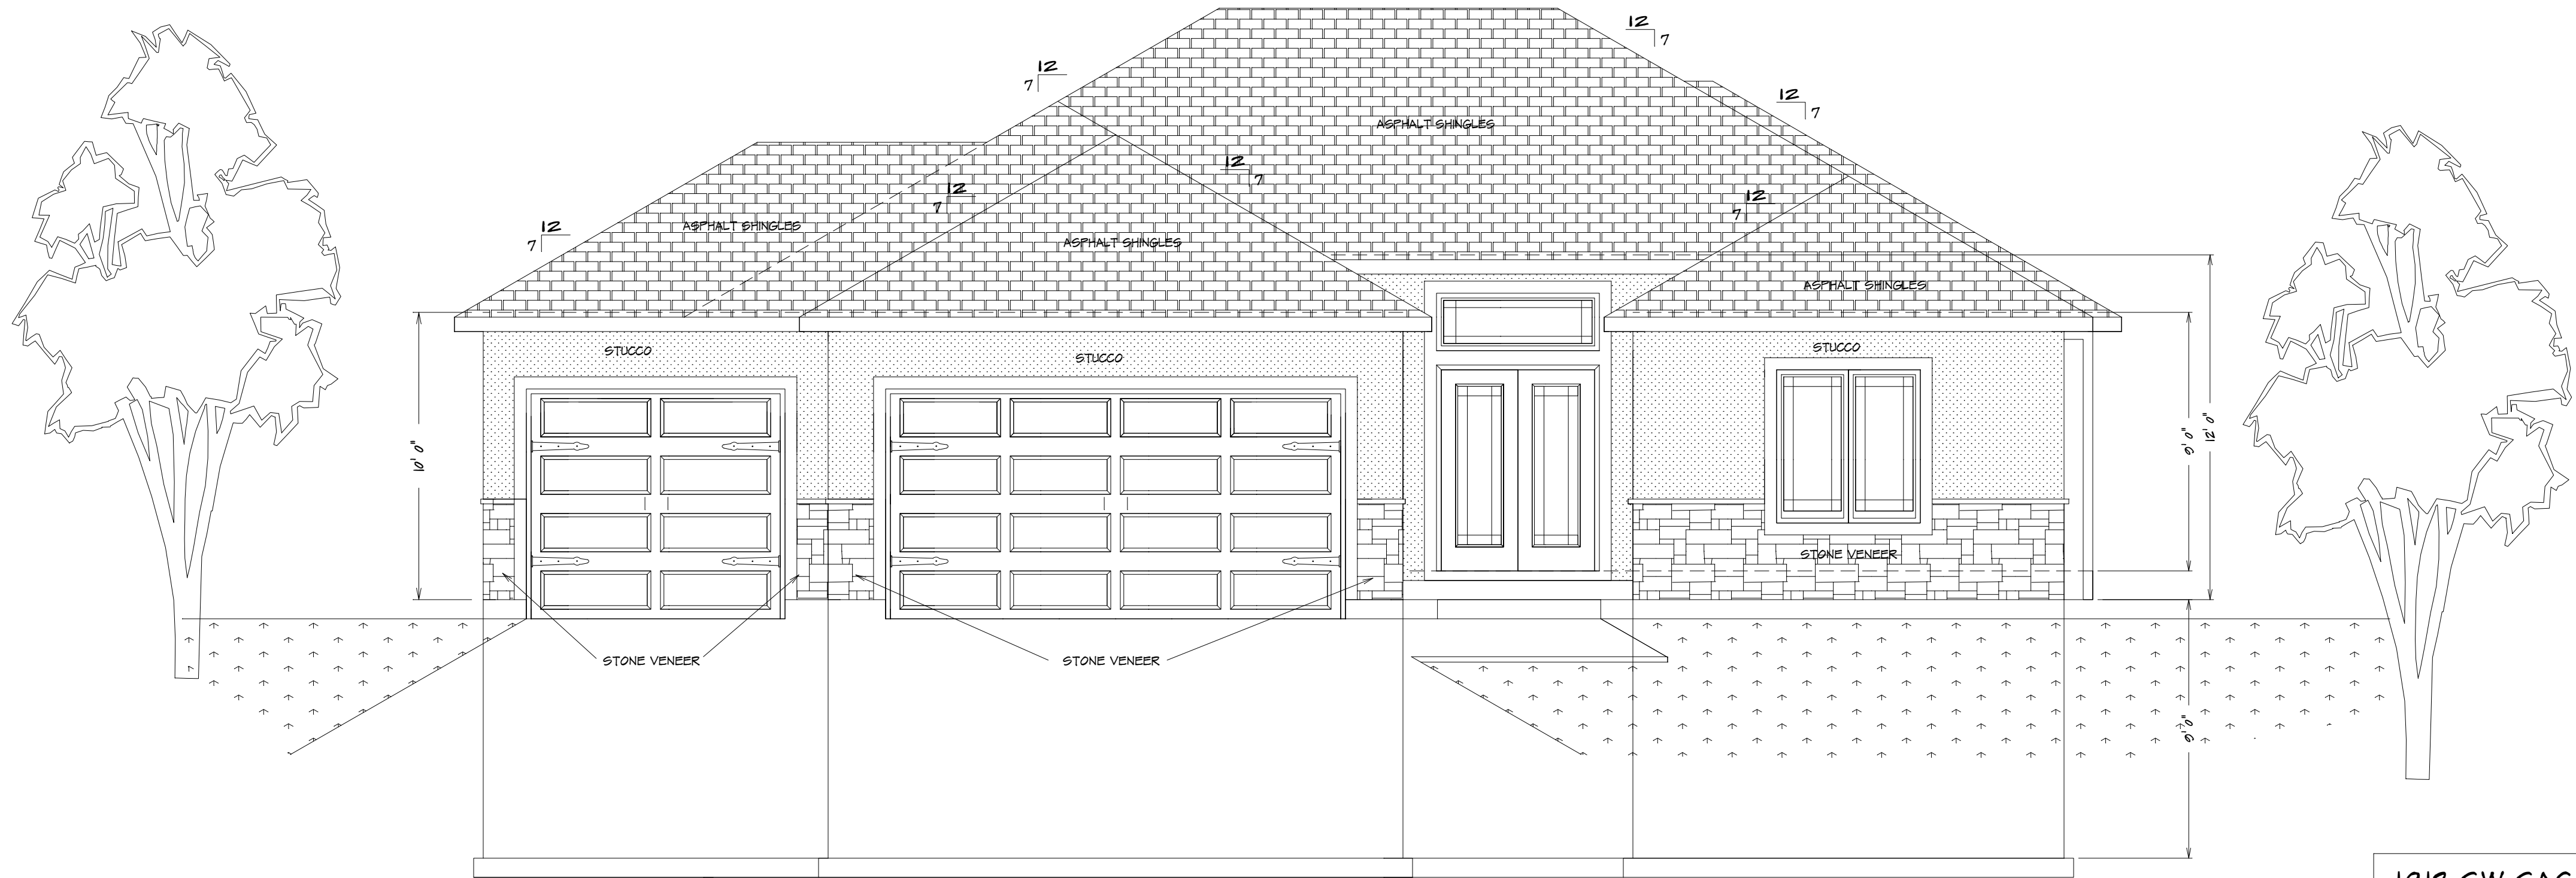 12
7
12
7
12
7
ASPHALT SHINGLES
12
7
12
7
12
7
ASPHALT SHINGLES
12
7
ASPHALT SHINGLES
ASPHALT SHINGLES
STUCCO
STUCCO
STUCCO
10' 0"
9' 0"
12' 0"
STONE VENEER
STONE VENEER
STONE VENEER
9' 0"